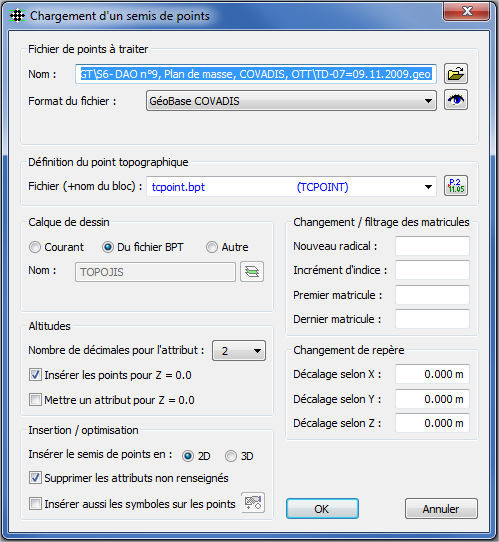 Chargement d'un semis de points
Fichier de points à traiter
Nom : GT\S6- DAO n°9, Plan de masse, COVADIS, OTT\TD-07=09.11.2009.geo
Format du fichier : GéoBase COVADIS
Définition du point topographique
Fichier (+nom du bloc) : tcpoint.bpt (TCPOINT)
P.2
11.05
Calque de dessin
Courant Du fichier BPT Autre
Nom : TOPOJIS
Altitudes
Nombre de décimales pour l'attribut : 2
Insérer les points pour Z = 0.0
Mettre un attribut pour Z = 0.0
Insertion / optimisation
Insérer le semis de points en : 2D 3D
Supprimer les attributs non renseignés
Insérer aussi les symboles sur les points
Changement / filtrage des matricules
Nouveau radical :
Incrément d'indice :
Premier matricule :
Dernier matricule :
Changement de repère
Décalage selon X : 0.000 m
Décalage selon Y : 0.000 m
Décalage selon Z : 0.000 m
OK Annuler